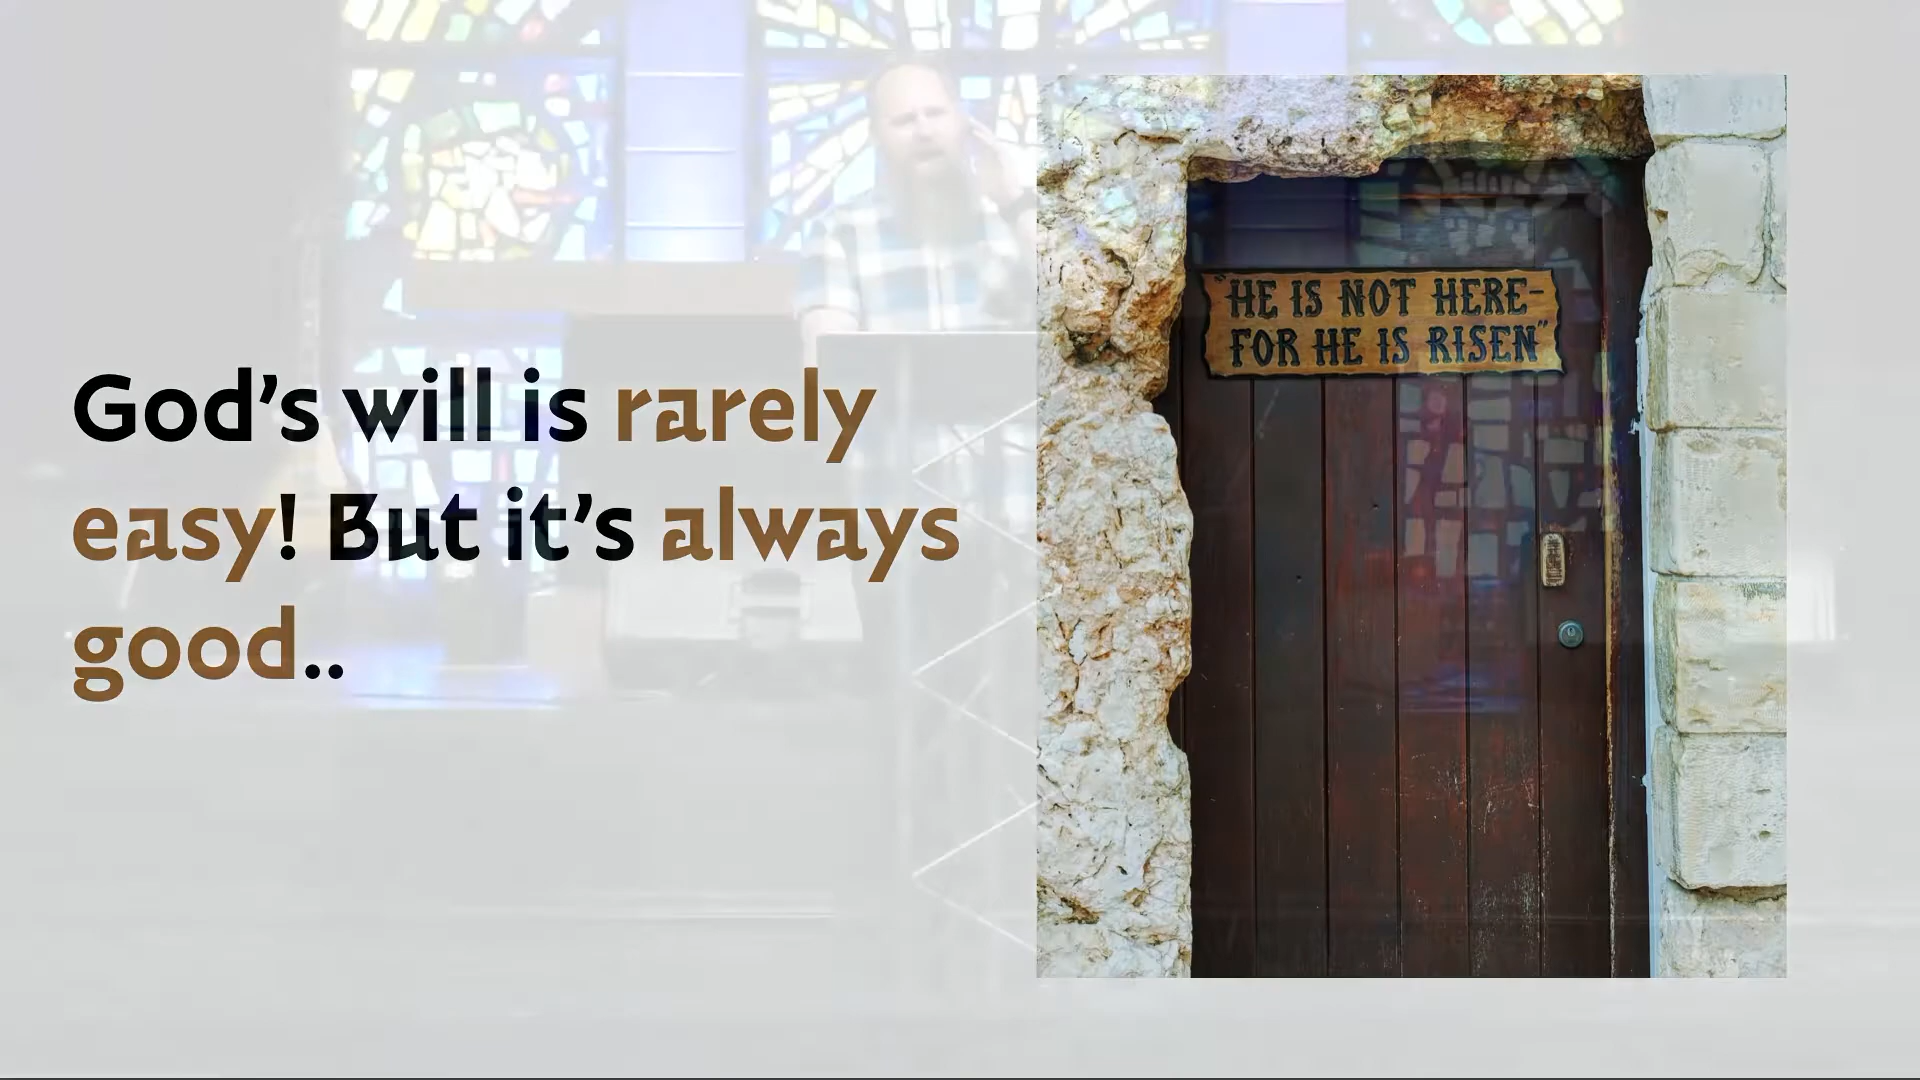 God’s will is rarely
easy! But it’s always
good..
"HE IS NOT HERE-
FOR HE IS RISEN"